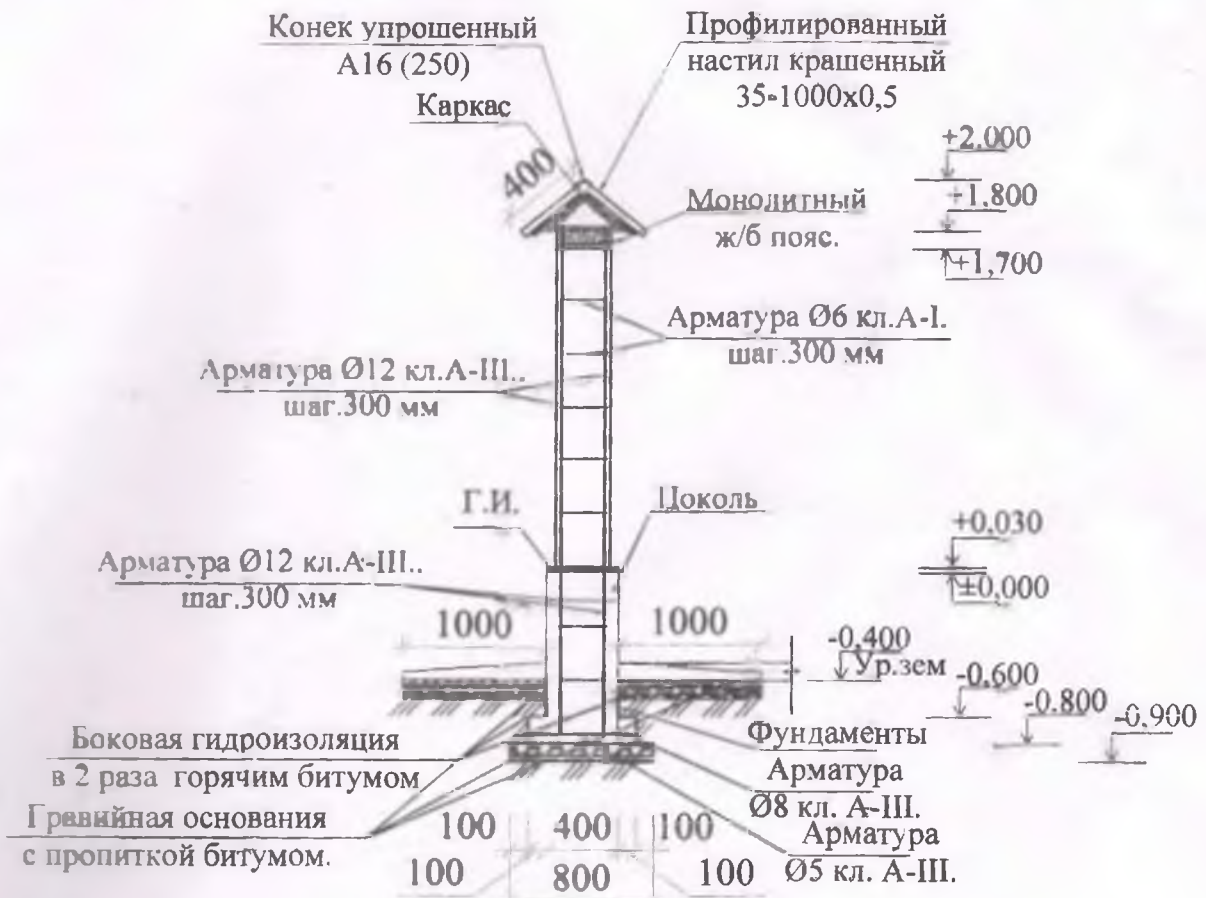 Конек упрошенный
А16 (250)
Профилированный
настил крашенный
35-1000х0,5
Каркас
400
+2.000
Монолитный
ж/б пояс.
+1.800
+1,700
Арматура Ø6 кл.А-I.
шаг.300 мм
Арматура Ø12 кл.А-III..
шаг.300 мм
Г.И.
Цоколь
+0,030
±0,000
Арматура Ø12 кл.А-III..
шаг.300 мм
1000
1000
-0,400
Ур.зем
-0,600
-0.800
-0,900
Боковая гидроизоляция
в 2 раза горячим битумом
Фундаменты
Арматура
Ø8 кл. А-III.
Гравийная основания
с пропиткой битумом.
Арматура
Ø5 кл. А-III.
100
400
100
100
800
100